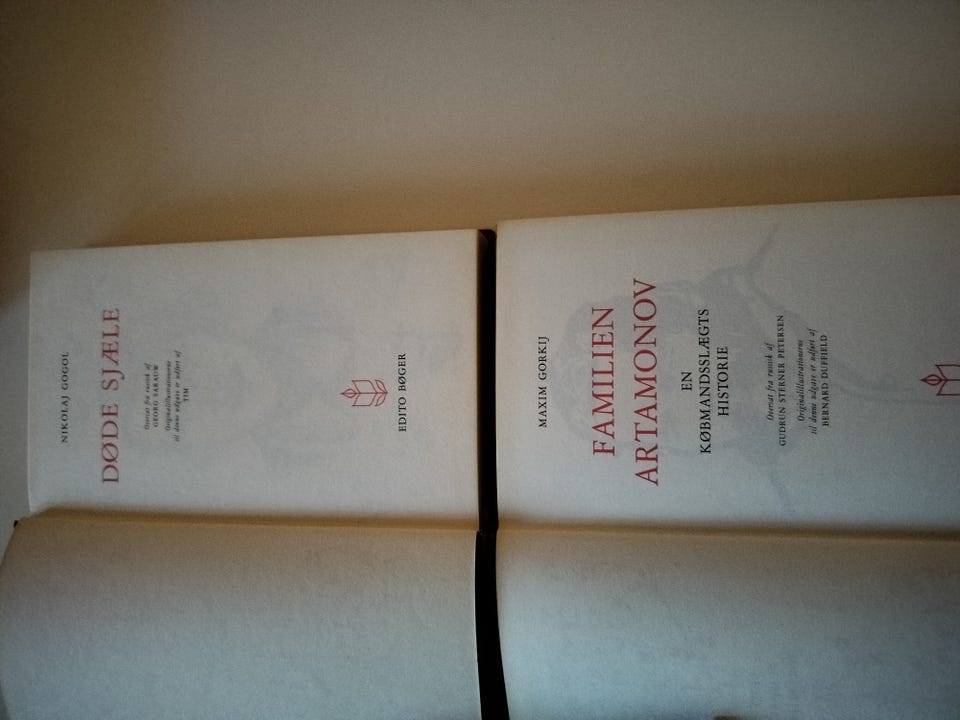 NIKOLAJ GOGOL
DØDE SJÆLE
Oversat fra russisk af
GEORG SARAUW
Originalillustrationerne
til denne udgave er udført af
TIM
EDITO BØGER
MAXIM GORKIJ
FAMILIEN
ARTAMONOV
EN
KØBMANDSSLÆGTS
HISTORIE
Oversat fra russisk af
GUDRUN STERNER PETERSEN
Originalillustrationerne
til denne udgave er udført af
BERNARD DUFIELD